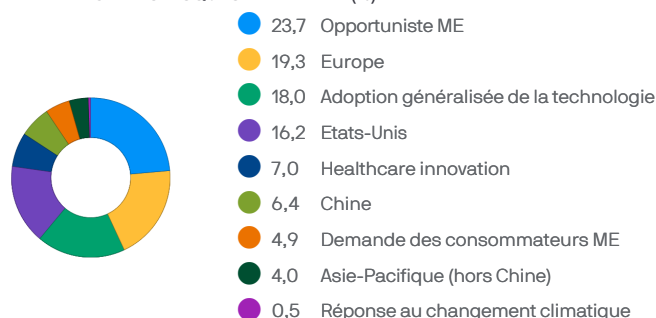 23,7 Opportuniste ME
19,3 Europe
18,0 Adoption généralisée de la technologie
16,2 Etats-Unis
7,0 Healthcare innovation
6,4 Chine
4,9 Demande des consommateurs ME
4,0 Asie-Pacifique (hors Chine)
0,5 Réponse au changement climatique